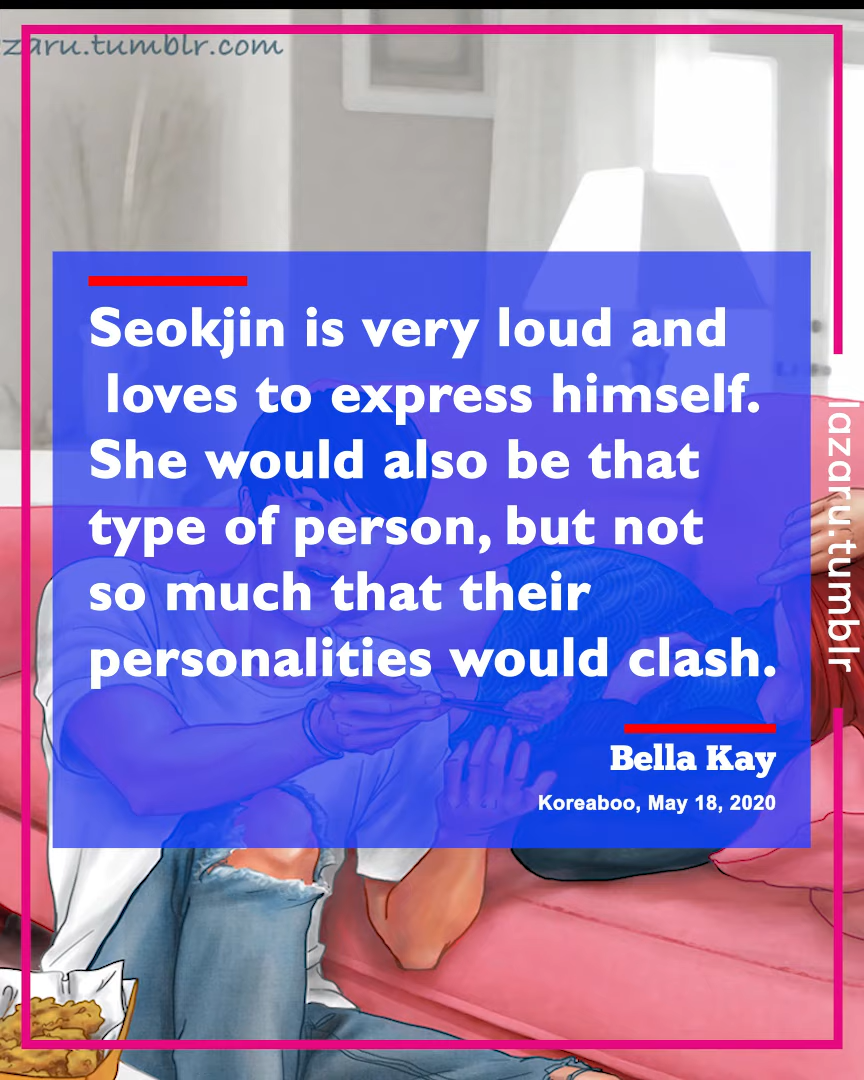 zaru.tumblr.com
Seokjin is very loud and
loves to express himself.
She would also be that
type of person, but not
so much that their
personalities would clash.
Bella Kay
Koreaboo, May 18, 2020
lazaru.tumblr